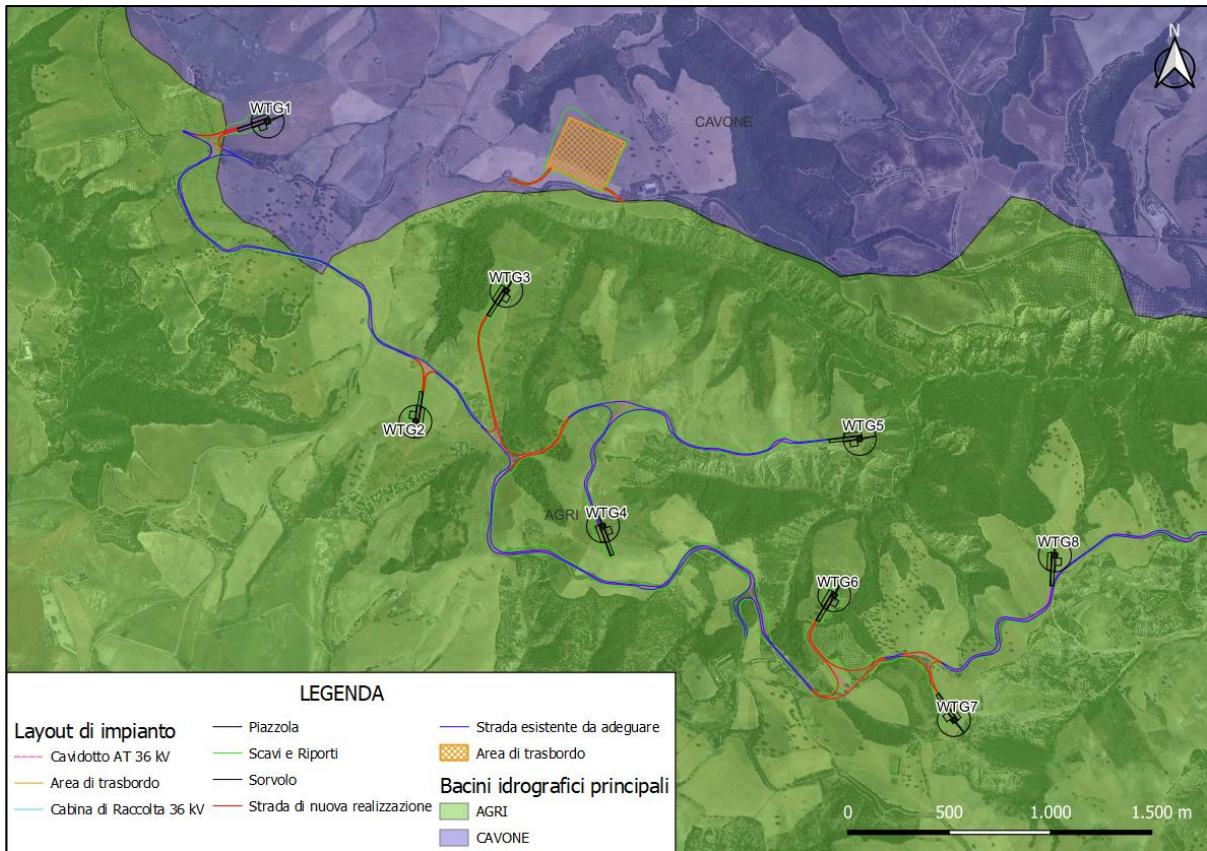 N
WTG1
CAVONE
WTG3
WTG2
WTG5
AGRI
WTG4
WTG8
WTG6
WTG7
LEGENDA
Layout di impianto
Cavidotto AT 36 kV
Area di trasbordo
Cabina di Raccolta 36 kV
Piazzola
Scavi e Riporti
Sorvolo
Strada di nuova realizzazione
Strada esistente da adeguare
Area di trasbordo
Bacini idrografici principali
AGRI
CAVONE
0 500 1.000 1.500 m